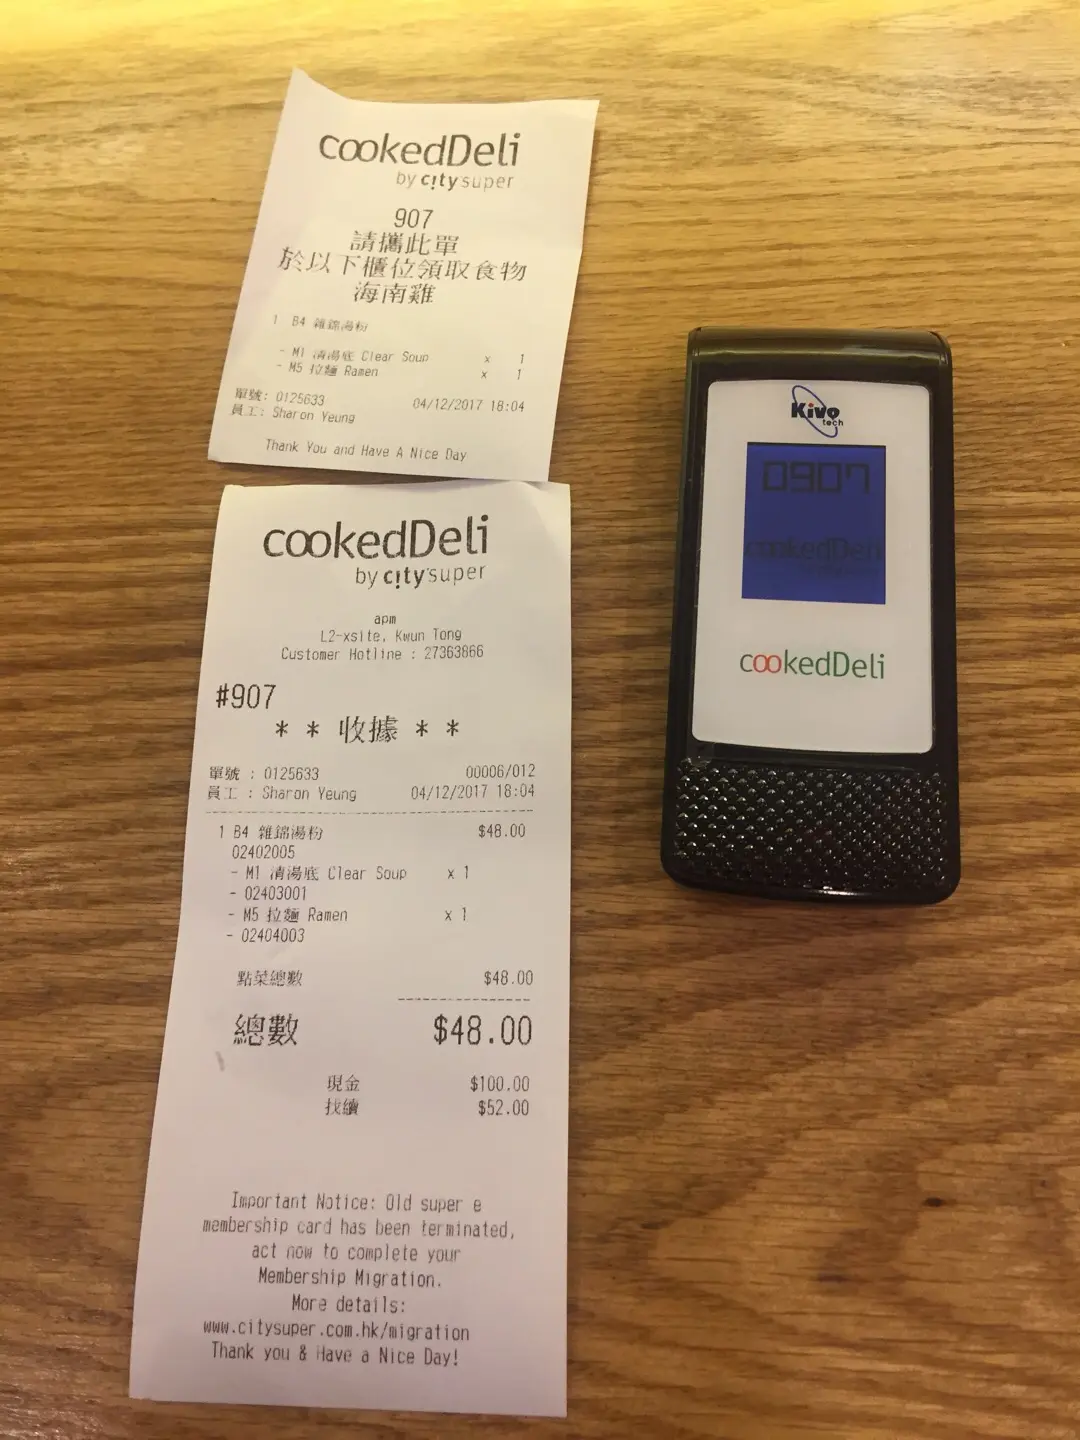 cookedDeli
by c!ty'super
907
請攜此單
於以下櫃位領取食物
海南雞
1 B4 雜錦湯粉
- M1 清湯底 Clear Soup x 1
- M5 拉麵 Ramen x 1
單號: 0125633 04/12/2017 18:04
員工: Sharon Yeung
Thank You and Have A Nice Day
cookedDeli
by c!ty'super
apm
L2-xsite, Kwun Tong
Customer Hotline : 27363866
#907
* * 收據 * *
單號 : 0125633 00006/012
員工 : Sharon Yeung 04/12/2017 18:04
1 B4 雜錦湯粉 $48.00
02402005
- M1 清湯底 Clear Soup x 1
- 02403001
- M5 拉麵 Ramen x 1
- 02404003
點菜總數 $48.00
總數 $48.00
現金 $100.00
找續 $52.00
Important Notice: Old super e
membership card has been terminated,
act now to complete your
Membership Migration.
More details:
www.citysuper.com.hk/migration
Thank you & Have a Nice Day!
Kivo
tech
0907
cookedDeli
cookedDeli